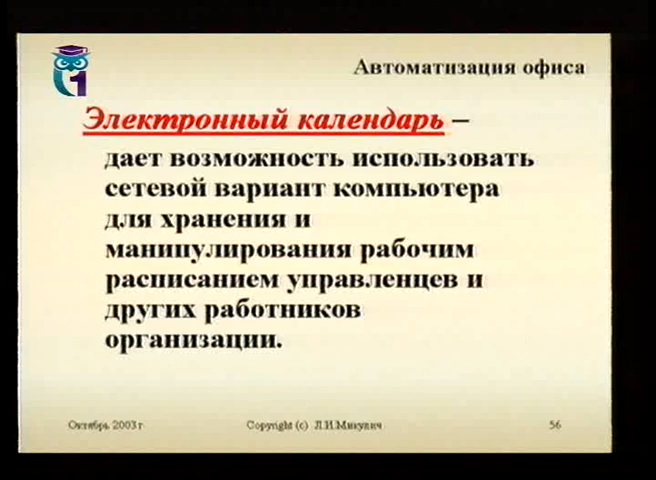 1
Автоматизация офиса
Электронный календарь –
дает возможность использовать
сетевой вариант компьютера
для хранения и
манипулирования рабочим
расписанием управленцев и
других работников
организации.
Октябрь 2003 г
Copyright (c) Л.И.Микулич
56